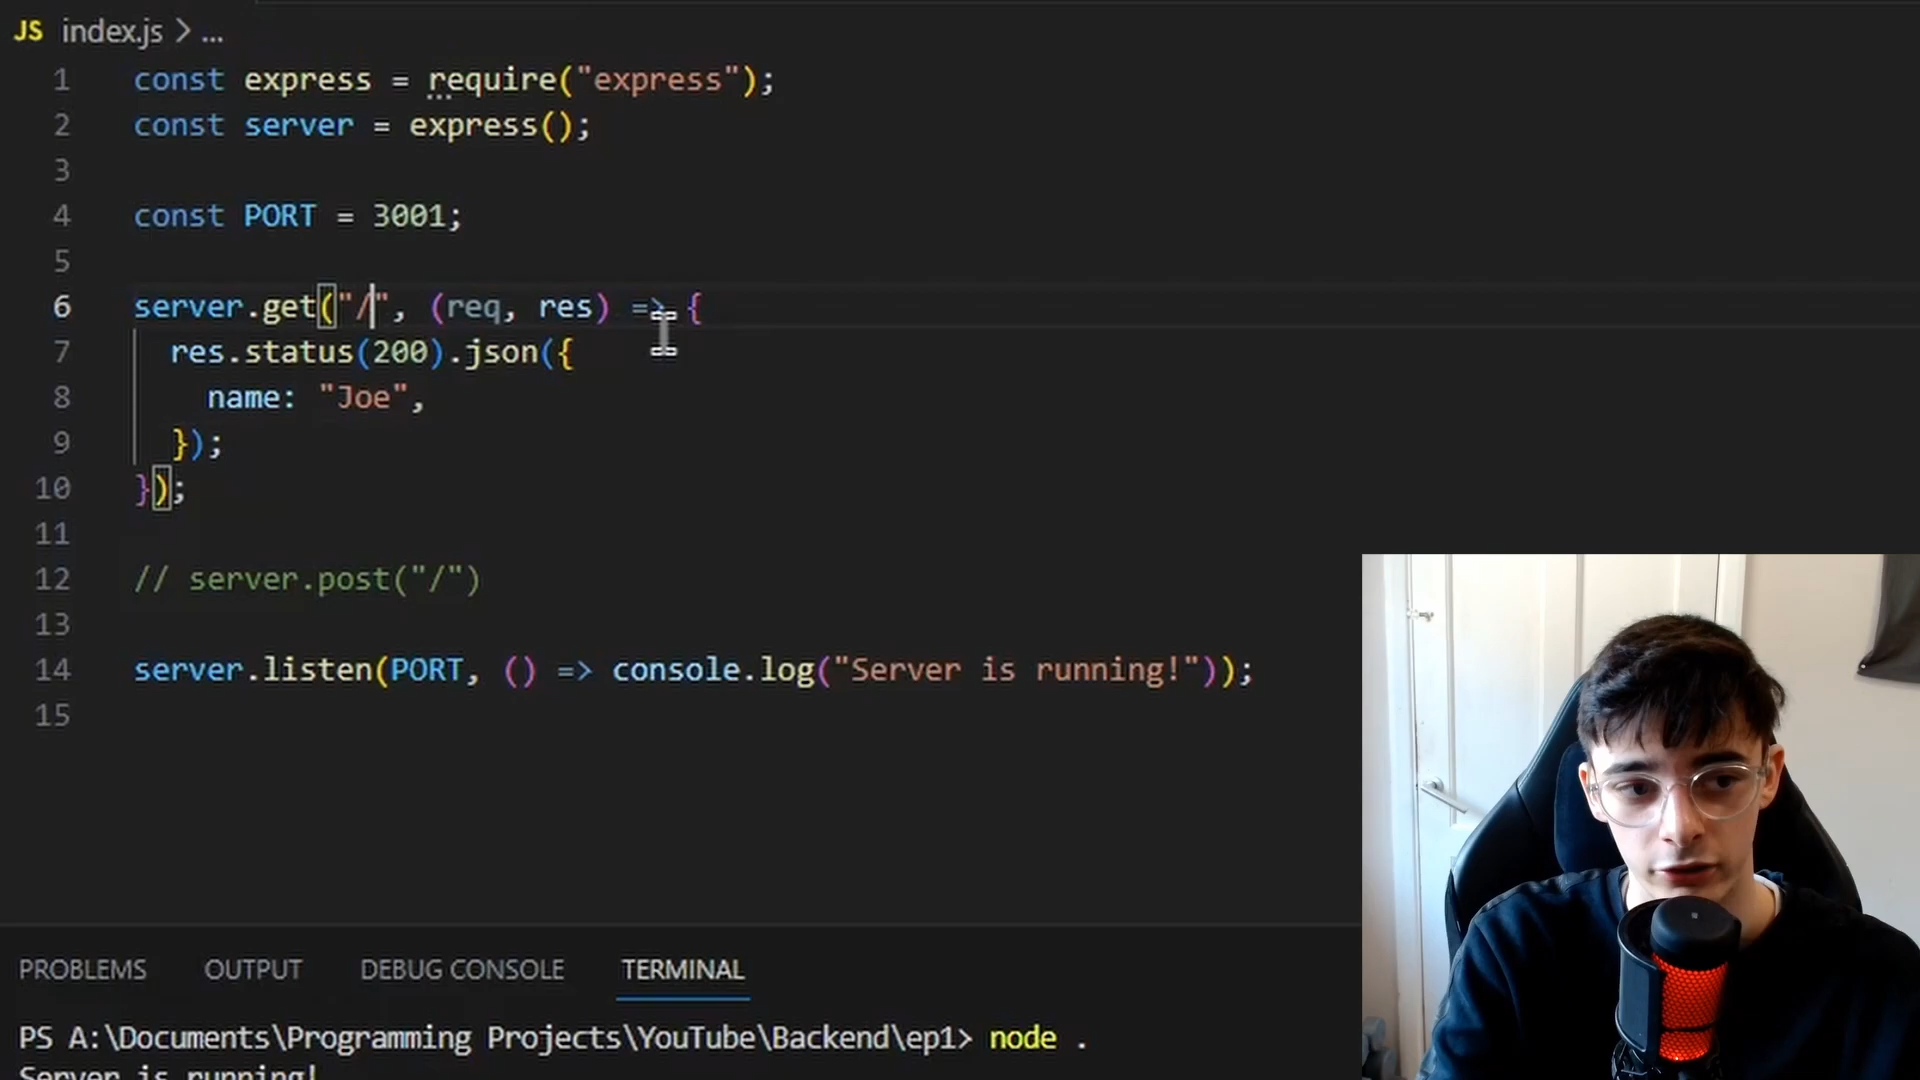 JS index.js > ...
1 const express = require("express");
2 const server = express();
3
4 const PORT = 3001;
5
6 server.get("/", (req, res) => {
7 res.status(200).json({
8 name: "Joe",
9 });
10 });
11
12 // server.post("/")
13
14 server.listen(PORT, () => console.log("Server is running!"));
15
PROBLEMS OUTPUT DEBUG CONSOLE TERMINAL
PS A:\Documents\Programming Projects\YouTube\Backend\ep1> node .
Server is running!